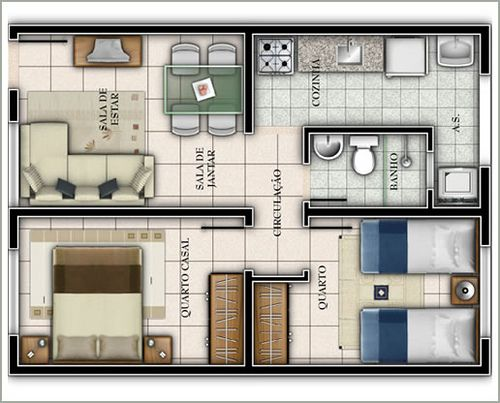 SALA DE
ESTAR
SALA DE
JANTAR
COZINHA
A.S.
BANHO
CIRCULAÇÃO
QUARTO CASAL
QUARTO